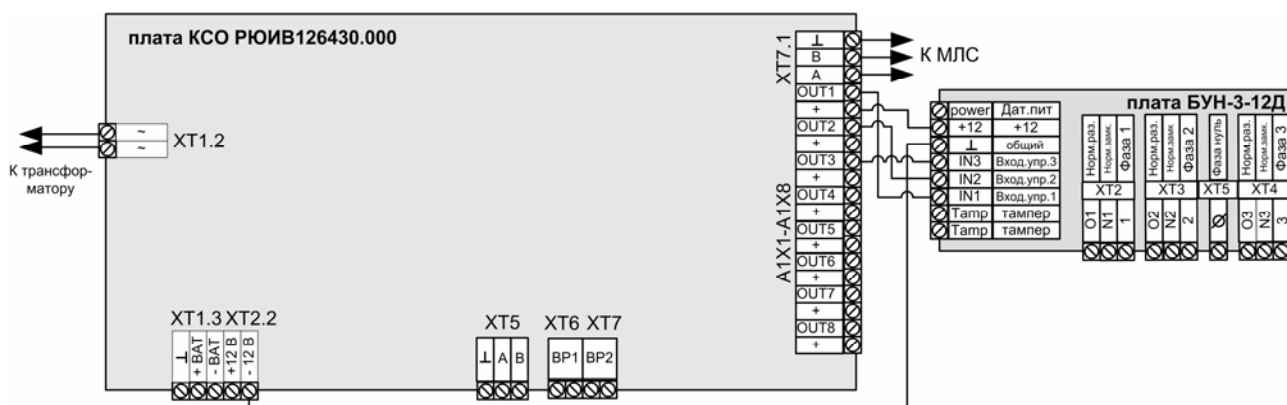 плата КСО РЮИВ126430.000
XT7.1
⊥
В
А
К МЛС
OUT1
+
OUT2
+
OUT3
+
OUT4
+
OUT5
+
OUT6
+
OUT7
+
OUT8
+
A1X1-A1X8
~
~
XT1.2
К трансфор-
матору
плата БУН-3-12Д
power Дат.пит
+12 +12
⊥ общий
IN3 Вход.упр.3
IN2 Вход.упр.2
IN1 Вход.упр.1
Tamp тампер
Tamp тампер
Норм.раз.
Норм.замк.
Фаза 1
Норм.раз.
Норм.замк.
Фаза 2
Фаза нуль
Норм.раз.
Норм.замк.
Фаза 3
XT2 XT3 XT5 XT4
O1
N1
1
O2
N2
2
Ø
O3
N3
3
XT1.3 XT2.2
⊥
+ BAT
- BAT
+12 В
- 12 В
XT5
⊥ A B
XT6 XT7
BP1 BP2